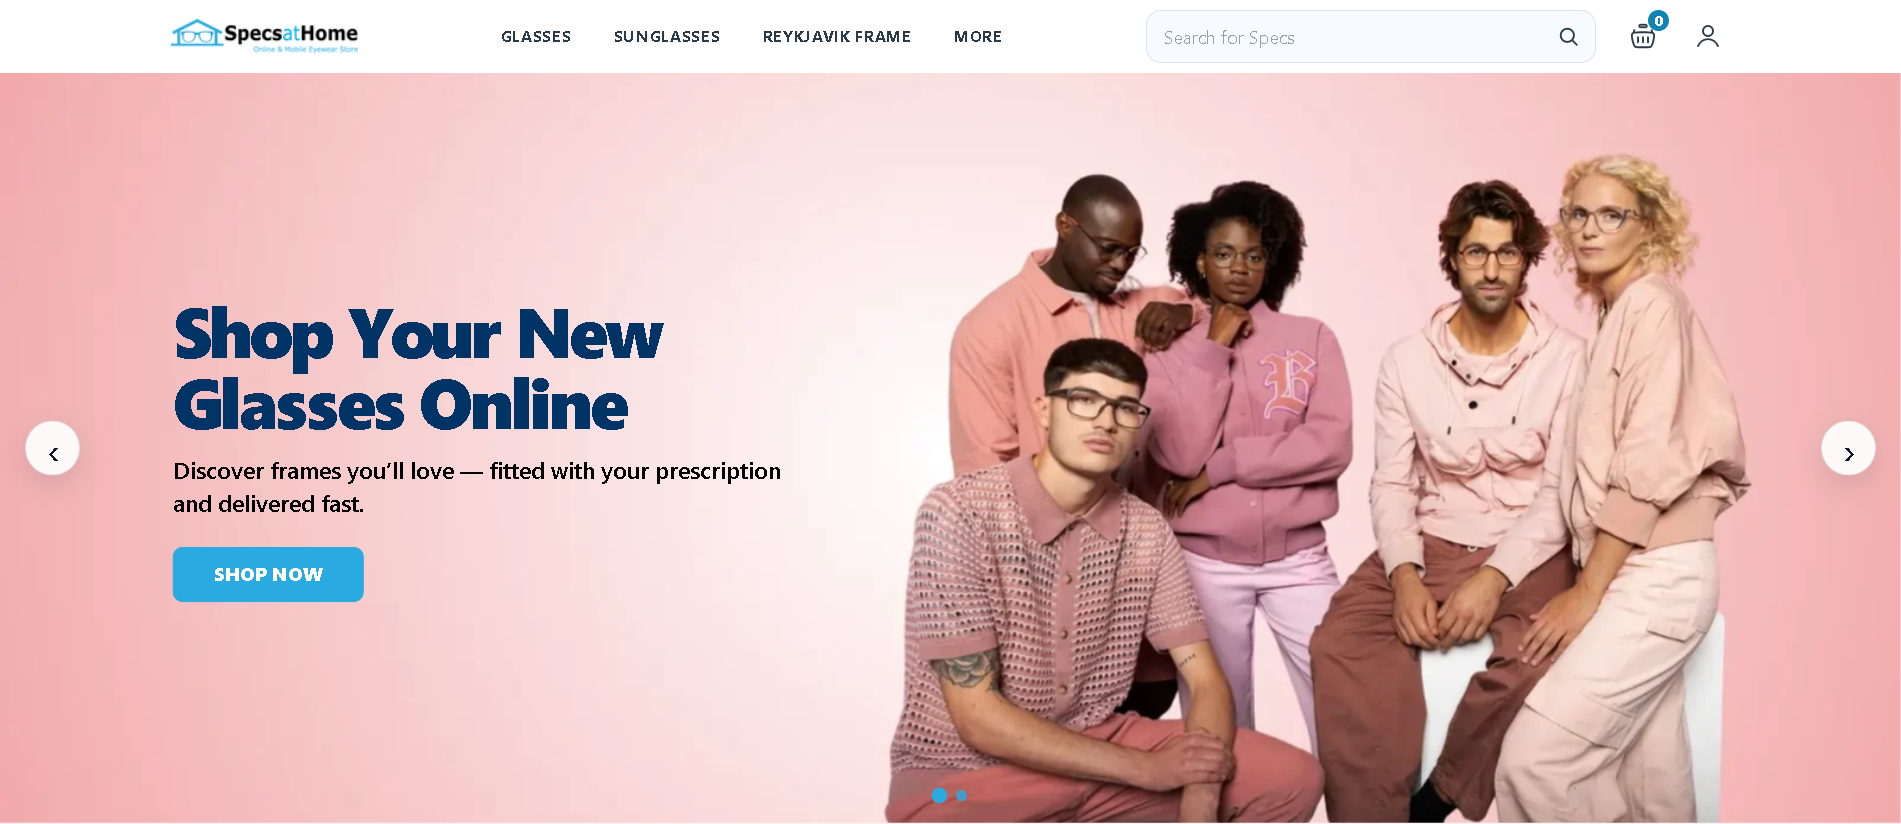 SpecsatHome
Online & Mobile Eyewear Store
GLASSES
SUNGLASSES
REYKJAVIK FRAME
MORE
Search for Specs
0
Shop Your New
Glasses Online
Discover frames you’ll love — fitted with your prescription
and delivered fast.
SHOP NOW
B